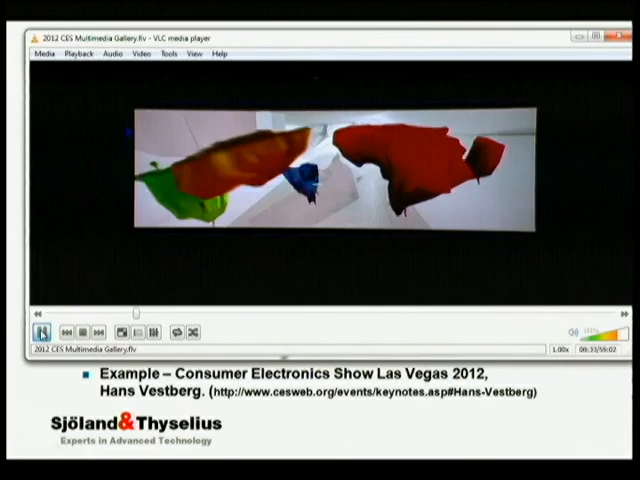 2012 CES Multimedia Gallery.flv - VLC media player
Media Playback Audio Video Tools View Help
2012 CES Multimedia Gallery.flv
1.00x 08:33/55:02
Example – Consumer Electronics Show Las Vegas 2012,
Hans Vestberg. (http://www.cesweb.org/events/keynotes.asp#Hans-Vestberg)
Sjöland&Thyselius
Experts in Advanced Technology